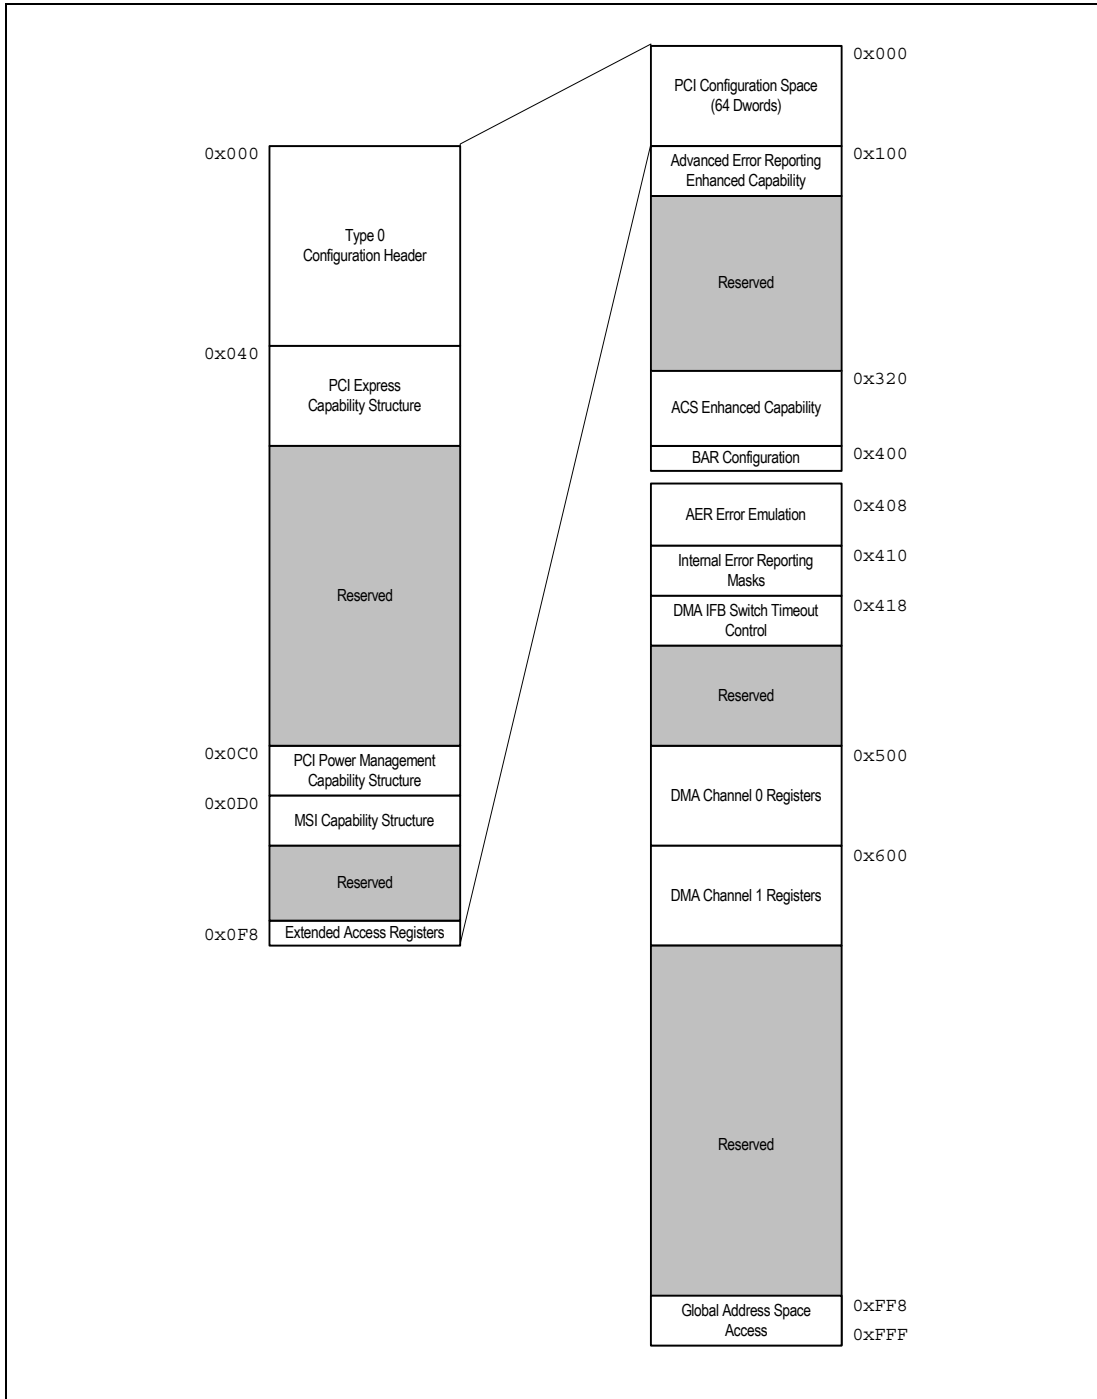 0x000
Type 0
Configuration Header
0x040
PCI Express
Capability Structure
Reserved
0x0C0
PCI Power Management
Capability Structure
0x0D0
MSI Capability Structure
Reserved
0x0F8
Extended Access Registers
PCI Configuration Space
(64 Dwords)
0x000
Advanced Error Reporting
Enhanced Capability
0x100
Reserved
ACS Enhanced Capability
0x320
BAR Configuration
0x400
AER Error Emulation
0x408
Internal Error Reporting
Masks
0x410
DMA IFB Switch Timeout
Control
0x418
Reserved
DMA Channel 0 Registers
0x500
DMA Channel 1 Registers
0x600
Reserved
Global Address Space
Access
0xFF8
0xFFF